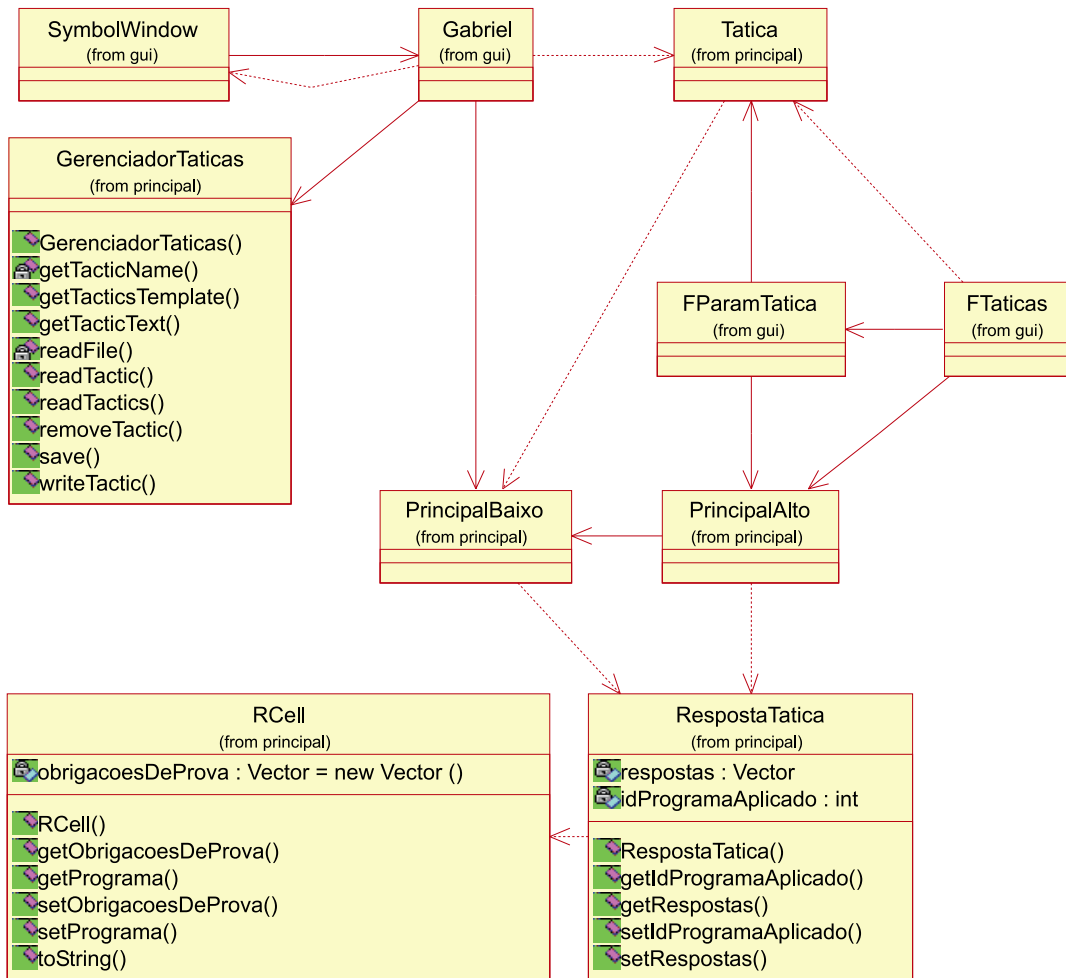 SymbolWindow
(from gui)
Gabriel
(from gui)
Tatica
(from principal)
GerenciadorTaticas
(from principal)
GerenciadorTaticas()
getTacticName()
getTacticsTemplate()
getTacticText()
readFile()
readTactic()
readTactics()
removeTactic()
save()
writeTactic()
FParamTatica
(from gui)
FTaticas
(from gui)
PrincipalBaixo
(from principal)
PrincipalAlto
(from principal)
RCell
(from principal)
obrigacoesDeProva : Vector = new Vector ()
RCell()
getObrigacoesDeProva()
getPrograma()
setObrigacoesDeProva()
setPrograma()
toString()
RespostaTatica
(from principal)
respostas : Vector
idProgramaAplicado : int
RespostaTatica()
getIdProgramaAplicado()
getRespostas()
setIdProgramaAplicado()
setRespostas()